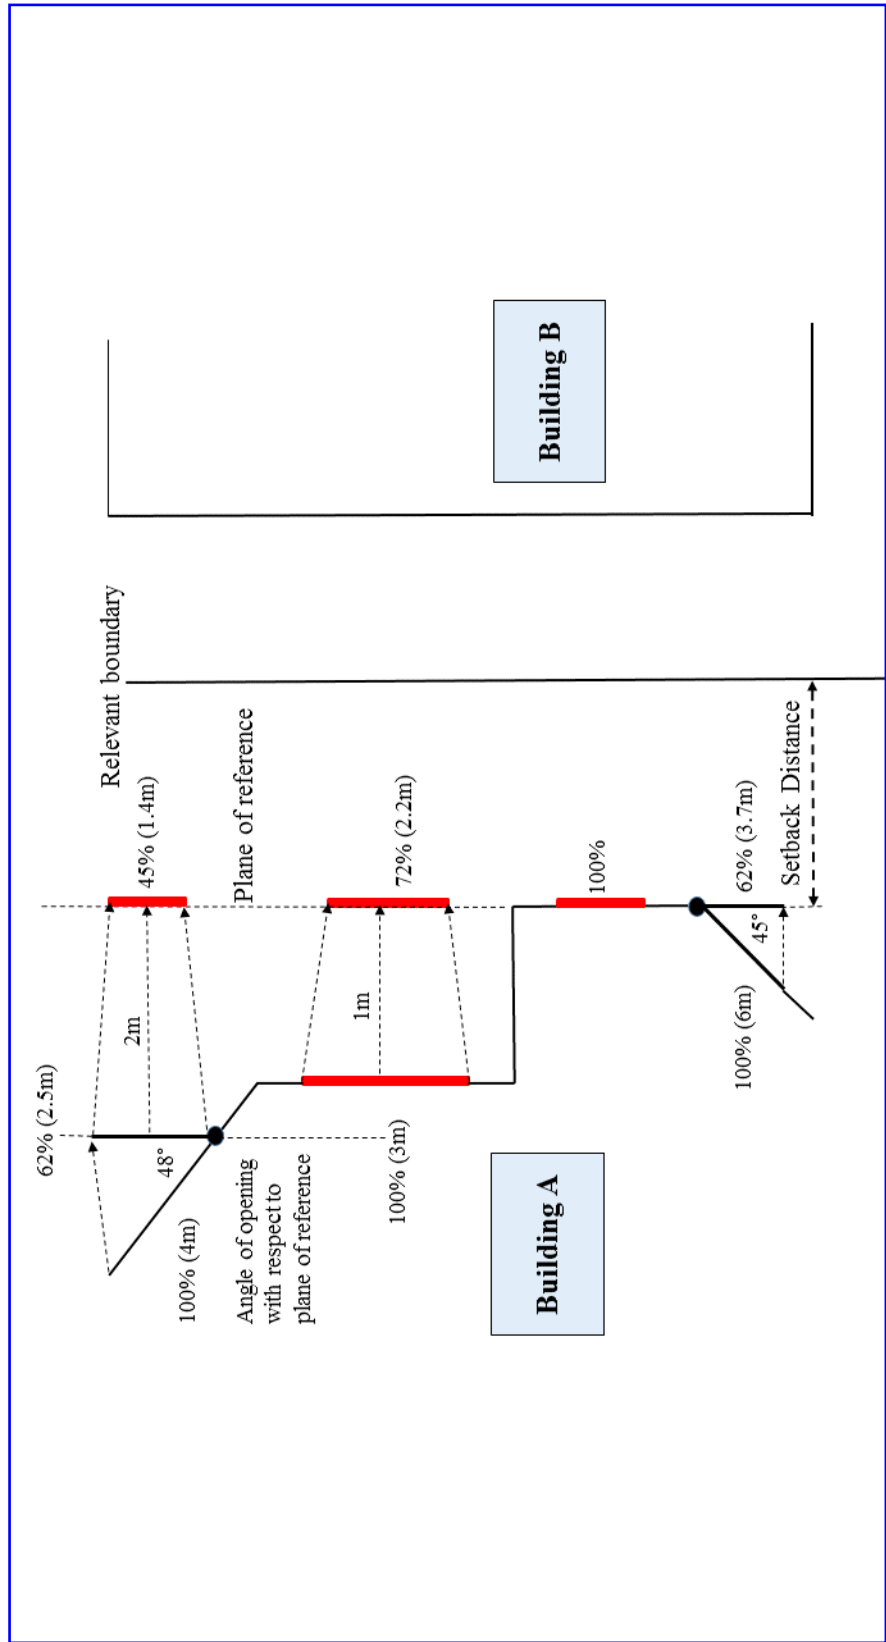 Relevant boundary
45% (1.4m)
Plane of reference
2m
62% (2.5m)
48°
100% (4m)
Angle of opening
with respect to
plane of reference
72% (2.2m)
1m
100% (3m)
100%
62% (3.7m)
45°
100% (6m)
Setback Distance
Building A
Building B